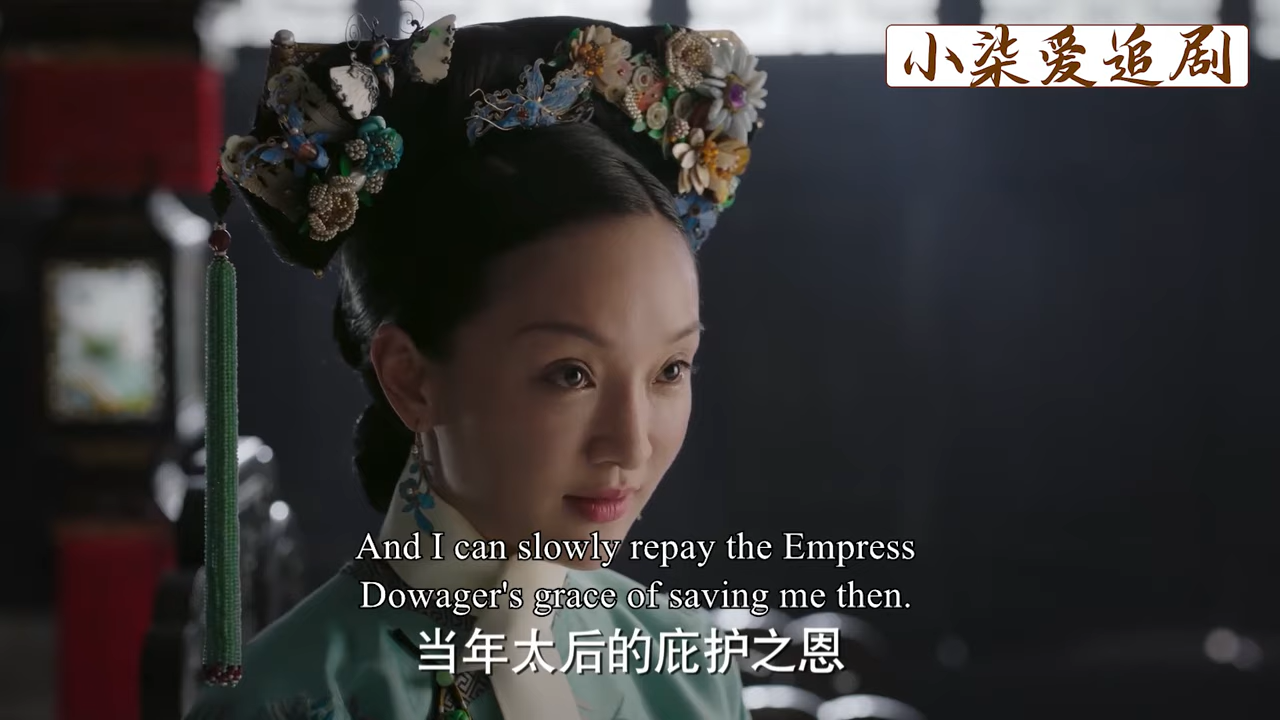 小柒爱追剧
And I can slowly repay the Empress
Dowager's grace of saving me then.
当年太后的庇护之恩